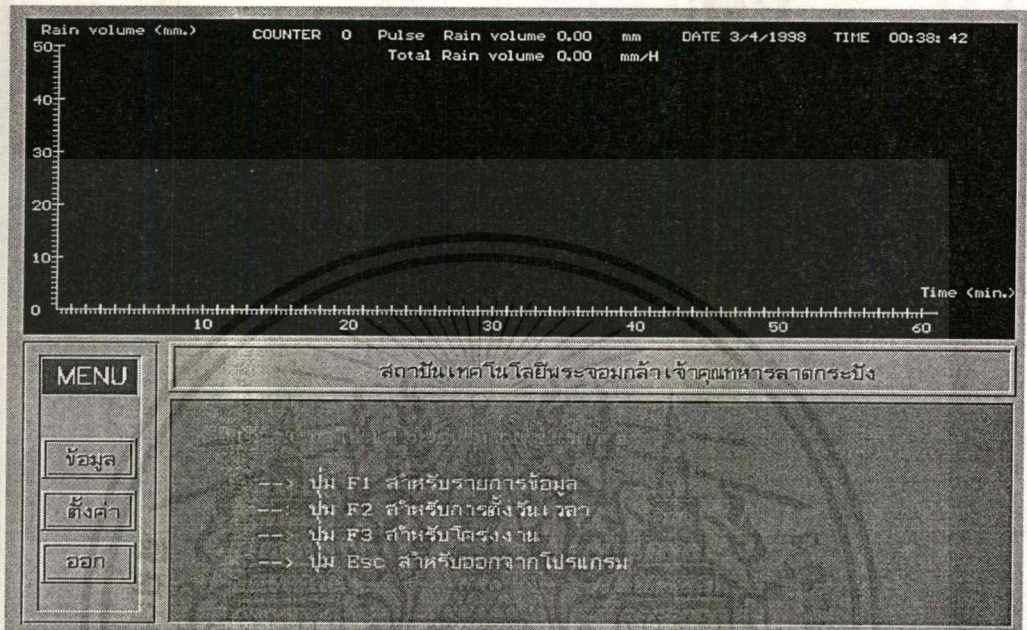 Rain volume (mm.) COUNTER 0 Pulse Rain volume 0.00 mm DATE 3/4/1998 TIME 00:38: 42
Total Rain volume 0.00 mm/H
50
40
30
20
10
0
Time (min.)
10 20 30 40 50 60
MENU
ข้อมูล
ตั้งค่า
ออก
สถาบันเทคโนโลยีพระจอมเกล้าเจ้าคุณทหารลาดกระบัง
--> ปุ่ม F1 สำหรับรายการข้อมูล
--> ปุ่ม F2 สำหรับการตั้งวันเวลา
--> ปุ่ม F3 สำหรับโครงงาน
--> ปุ่ม Esc สำหรับออกจากโปรแกรม